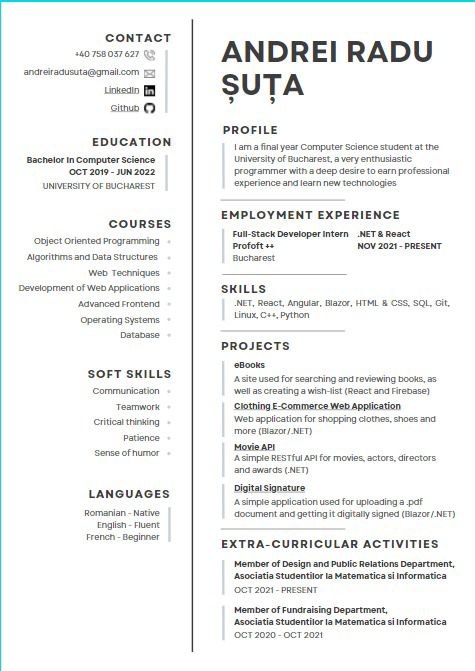 CONTACT
+40 758 037 627
andreiradusuta@gmail.com
LinkedIn
Github
EDUCATION
Bachelor In Computer Science
OCT 2019 - JUN 2022
UNIVERSITY OF BUCHAREST
COURSES
Object Oriented Programming
Algorithms and Data Structures
Web Techniques
Development of Web Applications
Advanced Frontend
Operating Systems
Database
SOFT SKILLS
Communication
Teamwork
Critical thinking
Patience
Sense of humor
LANGUAGES
Romanian - Native
English - Fluent
French - Beginner
ANDREI RADU
ȘUȚA
PROFILE
I am a final year Computer Science student at the
University of Bucharest, a very enthusiastic
programmer with a deep desire to earn professional
experience and learn new technologies
EMPLOYMENT EXPERIENCE
Full-Stack Developer Intern .NET & React
Profoft ++ NOV 2021 - PRESENT
Bucharest
SKILLS
.NET, React, Angular, Blazor, HTML & CSS, SQL, Git,
Linux, C++, Python
PROJECTS
eBooks
A site used for searching and reviewing books, as
well as creating a wish-list (React and Firebase)
Clothing E-Commerce Web Application
Web application for shopping clothes, shoes and
more (Blazor/.NET)
Movie API
A simple RESTful API for movies, actors, directors
and awards (.NET)
Digital Signature
A simple application used for uploading a .pdf
document and getting it digitally signed (Blazor/.NET)
EXTRA-CURRICULAR ACTIVITIES
Member of Design and Public Relations Department,
Asociatia Studentilor la Matematica si Informatica
OCT 2021 - PRESENT
Member of Fundraising Department,
Asociatia Studentilor la Matematica si Informatica
OCT 2020 - OCT 2021